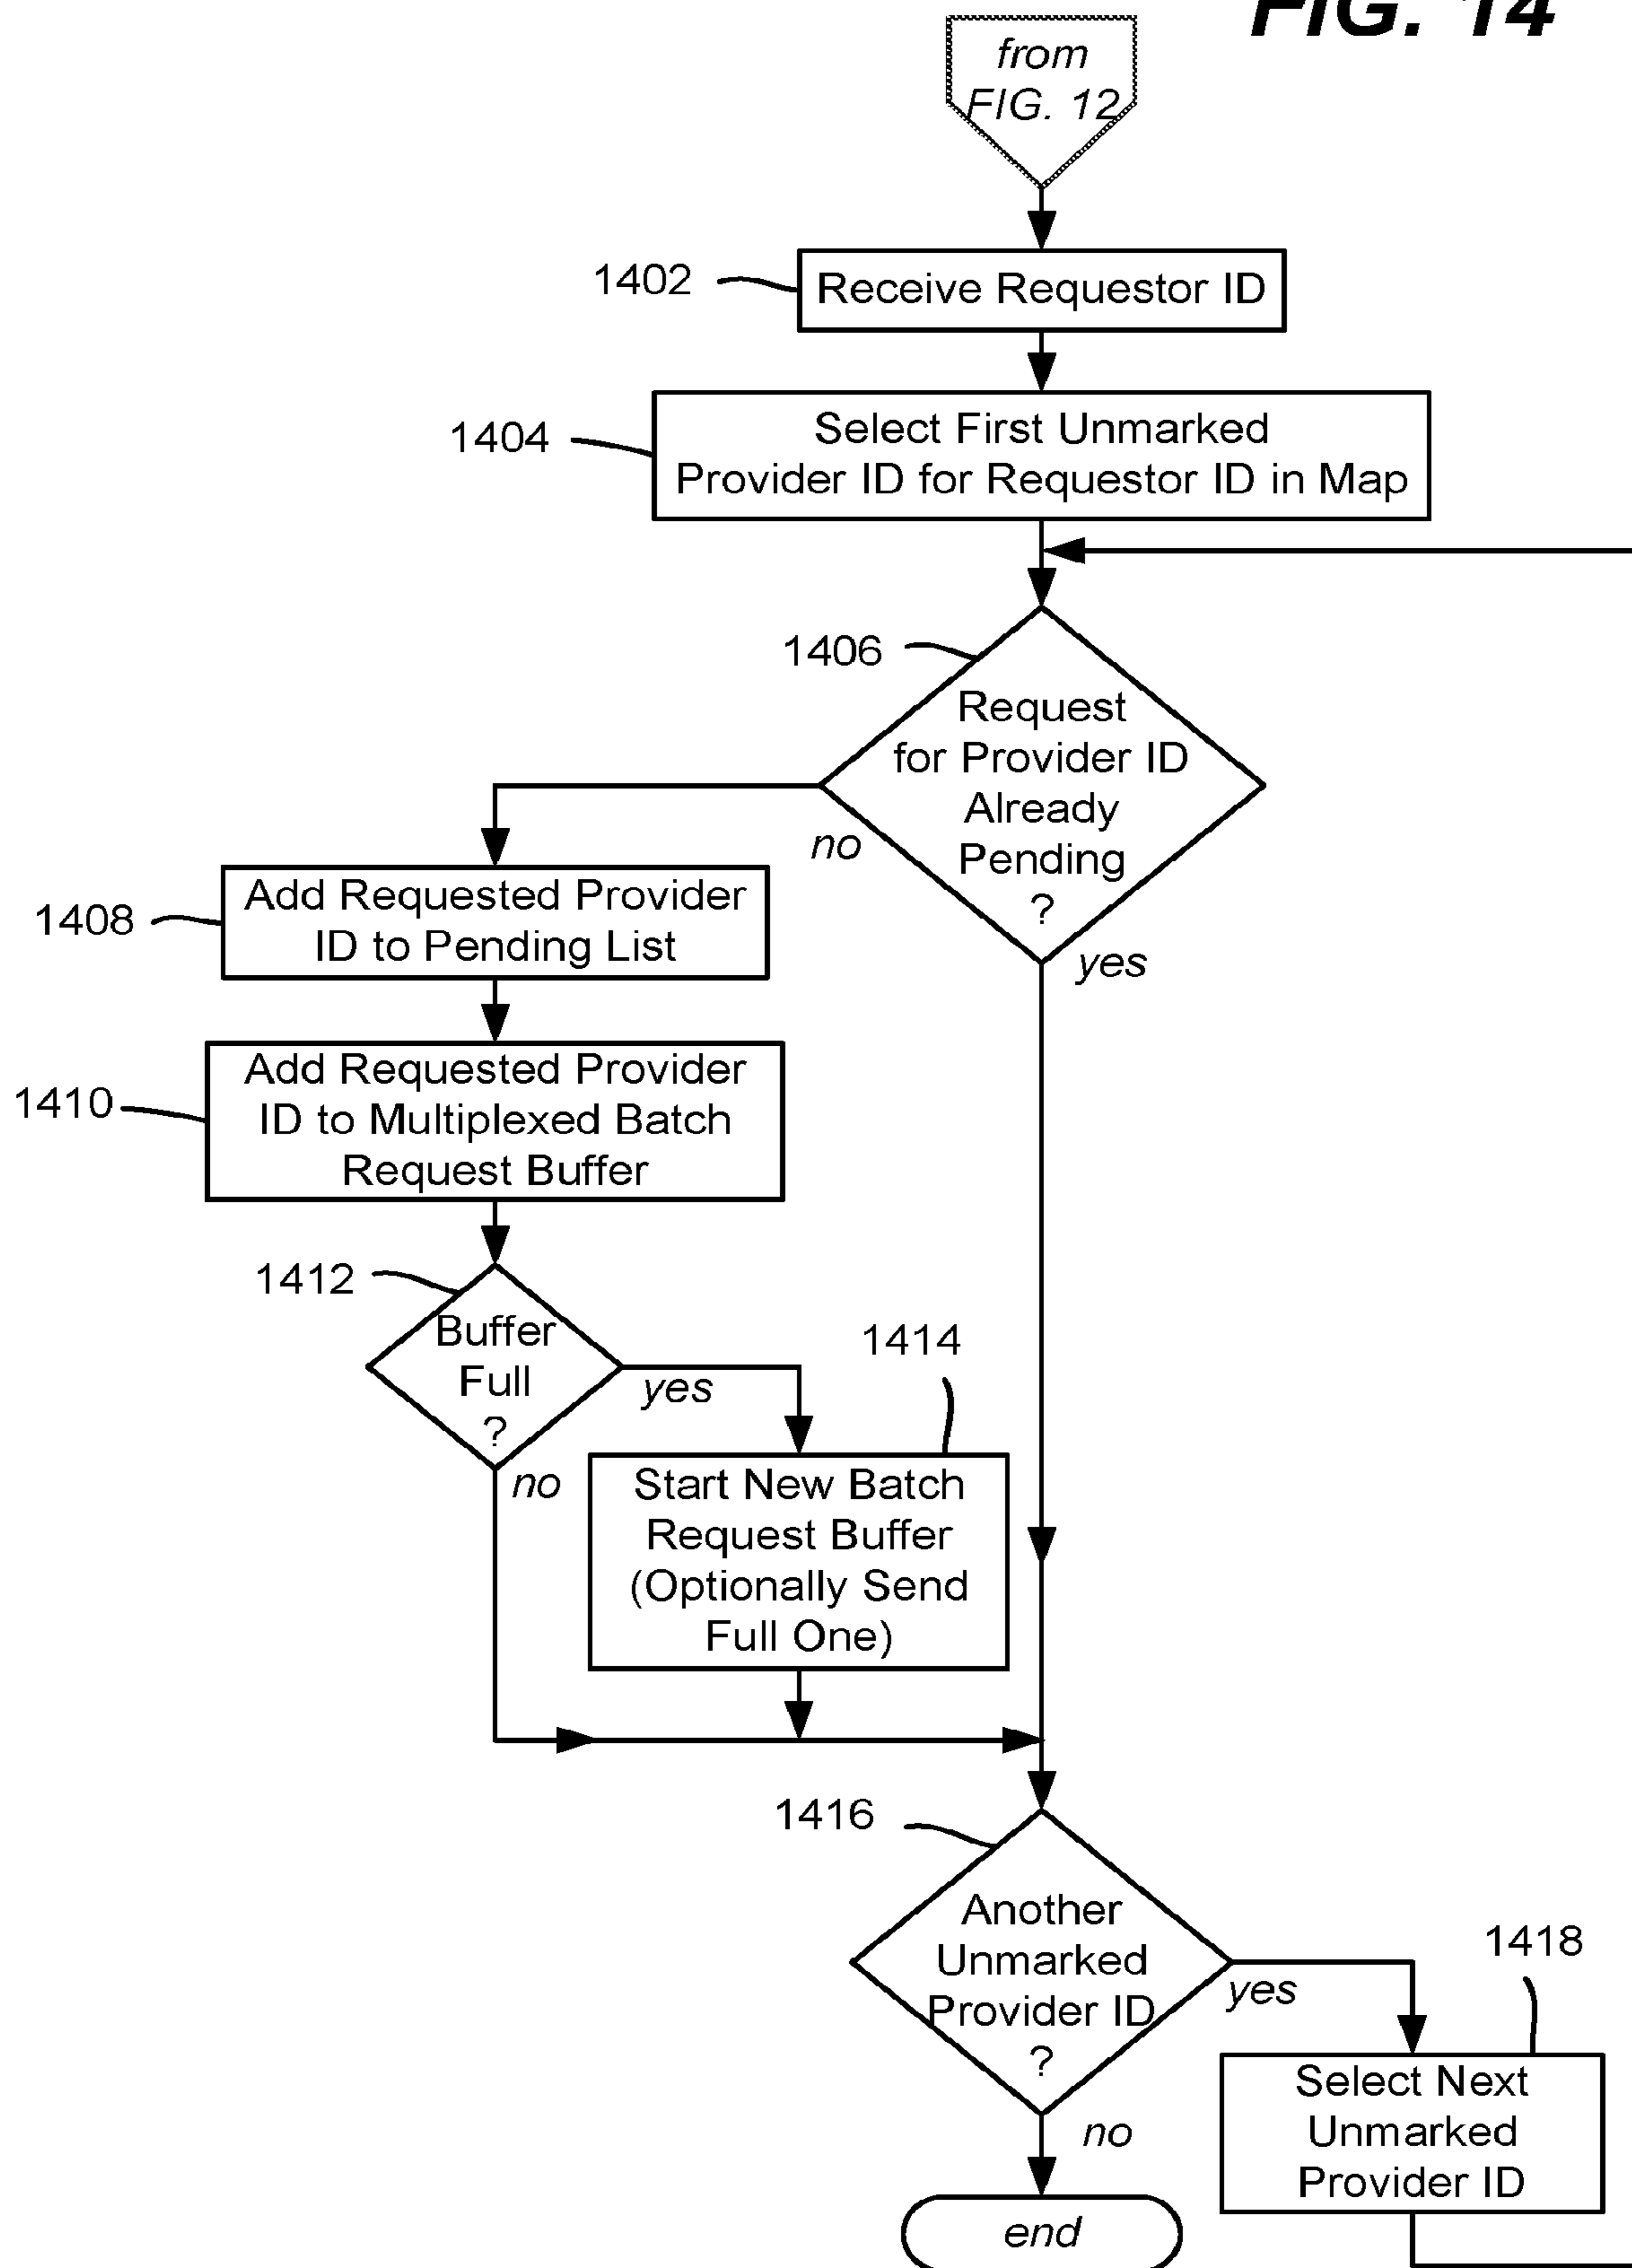 FIG. 14
from
FIG. 12
1402
Receive Requestor ID
1404
Select First Unmarked
Provider ID for Requestor ID in Map
1406
Request
for Provider ID
Already
Pending
?
no
yes
1408
Add Requested Provider
ID to Pending List
1410
Add Requested Provider
ID to Multiplexed Batch
Request Buffer
1412
Buffer
Full
?
yes
no
1414
Start New Batch
Request Buffer
(Optionally Send
Full One)
1416
Another
Unmarked
Provider ID
?
yes
no
1418
Select Next
Unmarked
Provider ID
end